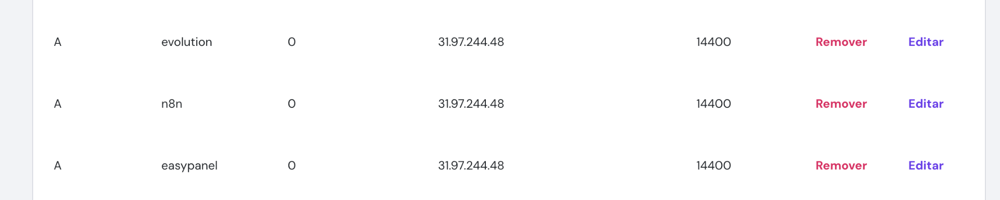 A evolution 0 31.97.244.48 14400 Remover Editar
A n8n 0 31.97.244.48 14400 Remover Editar
A easypanel 0 31.97.244.48 14400 Remover Editar